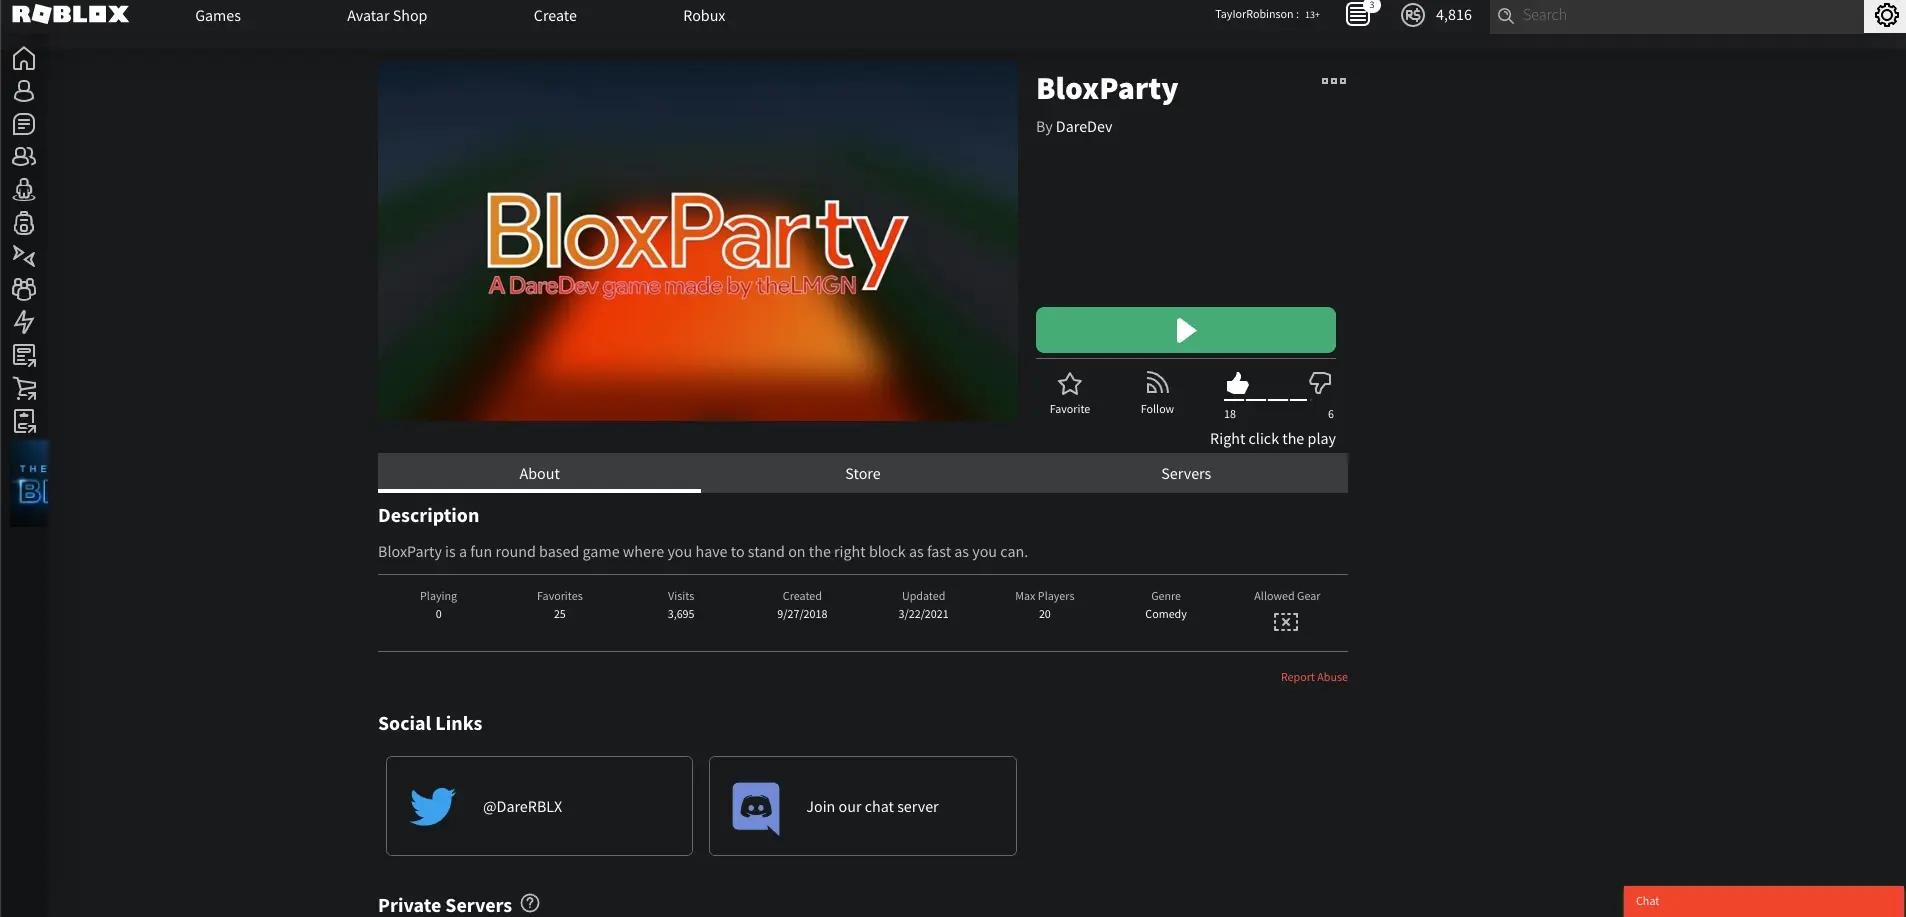 ROBLOX
Games
Avatar Shop
Create
Robux
TaylorRobinson : 13+
3
R$
4,816
Search
BloxParty
A DareDev game made by theLMGN
BloxParty
By DareDev
Favorite
Follow
18
6
Right click the play
THE
About
Store
Servers
Description
BloxParty is a fun round based game where you have to stand on the right block as fast as you can.
Playing
0
Favorites
25
Visits
3,695
Created
9/27/2018
Updated
3/22/2021
Max Players
20
Genre
Comedy
Allowed Gear
Report Abuse
Social Links
@DareRBLX
Join our chat server
Private Servers ?
Chat